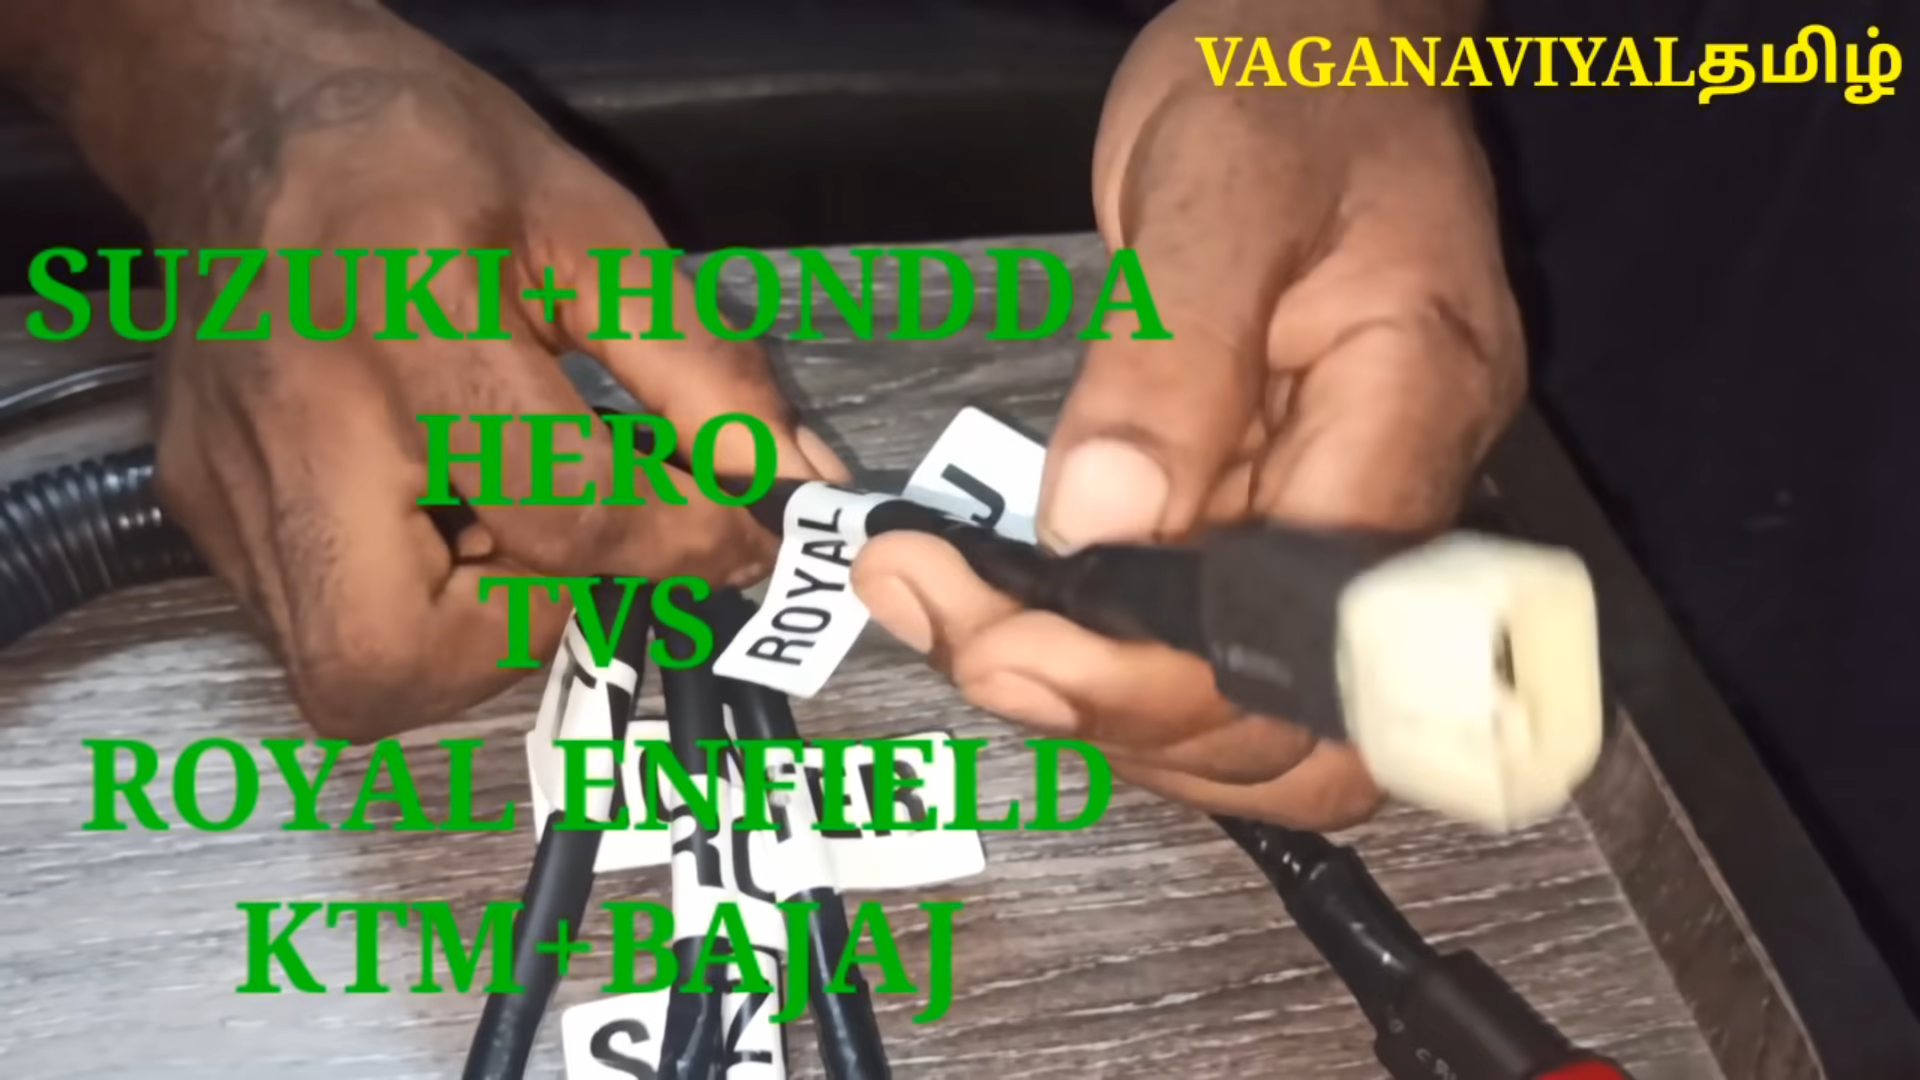 VAGANAVIYALதமிழ்
SUZUKI+HONDDA
HERO
TVS
ROYAL ENFIELD
KTM+BAJAJ
ROYAL
J